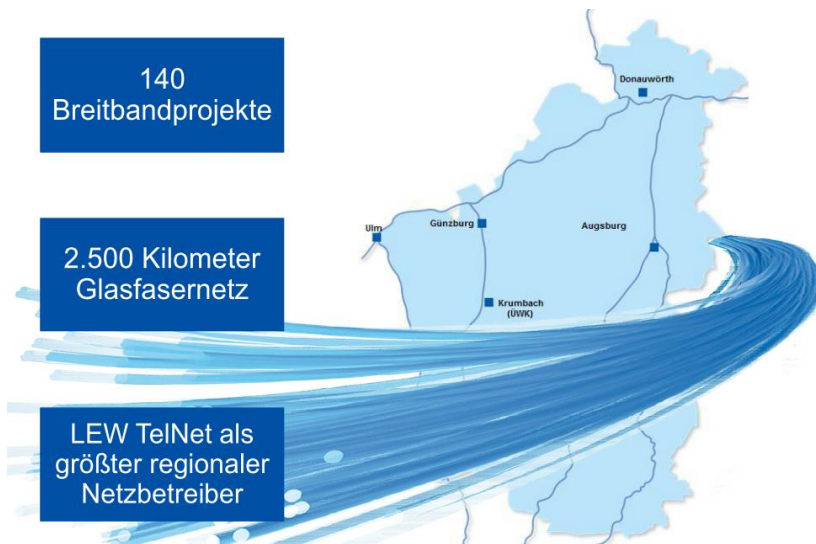 140
Breitbandprojekte
2.500 Kilometer
Glasfasernetz
LEW TelNet als
größter regionaler
Netzbetreiber
Donauwörth
Ulm
Günzburg
Augsburg
Krumbach
(ÜWK)